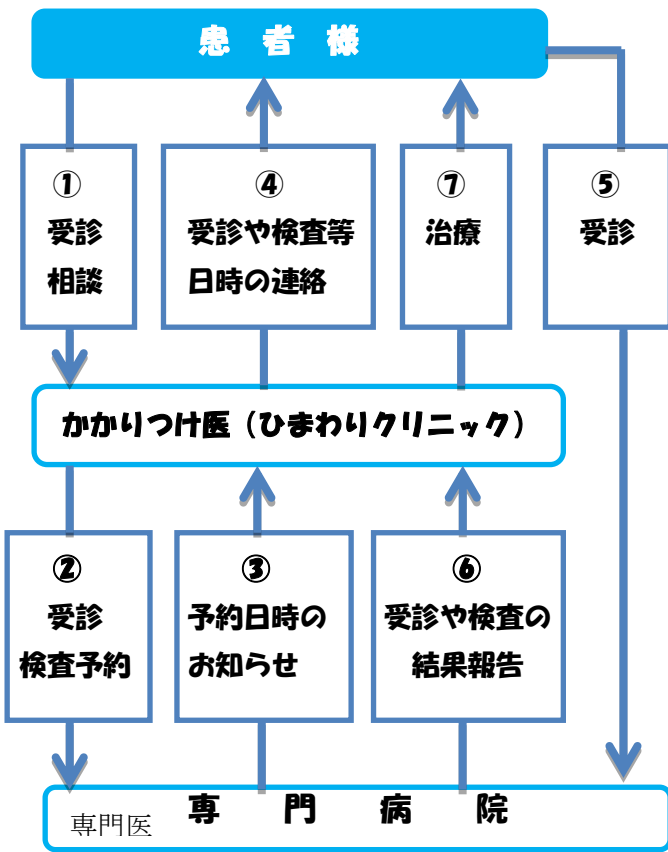 患者様
①
受診
相談
④
受診や検査等
日時の連絡
⑦
治療
⑤
受診
かかりつけ医（ひまわりクリニック）
②
受診
検査予約
③
予約日時の
お知らせ
⑥
受診や検査の
結果報告
専門医 専門病院